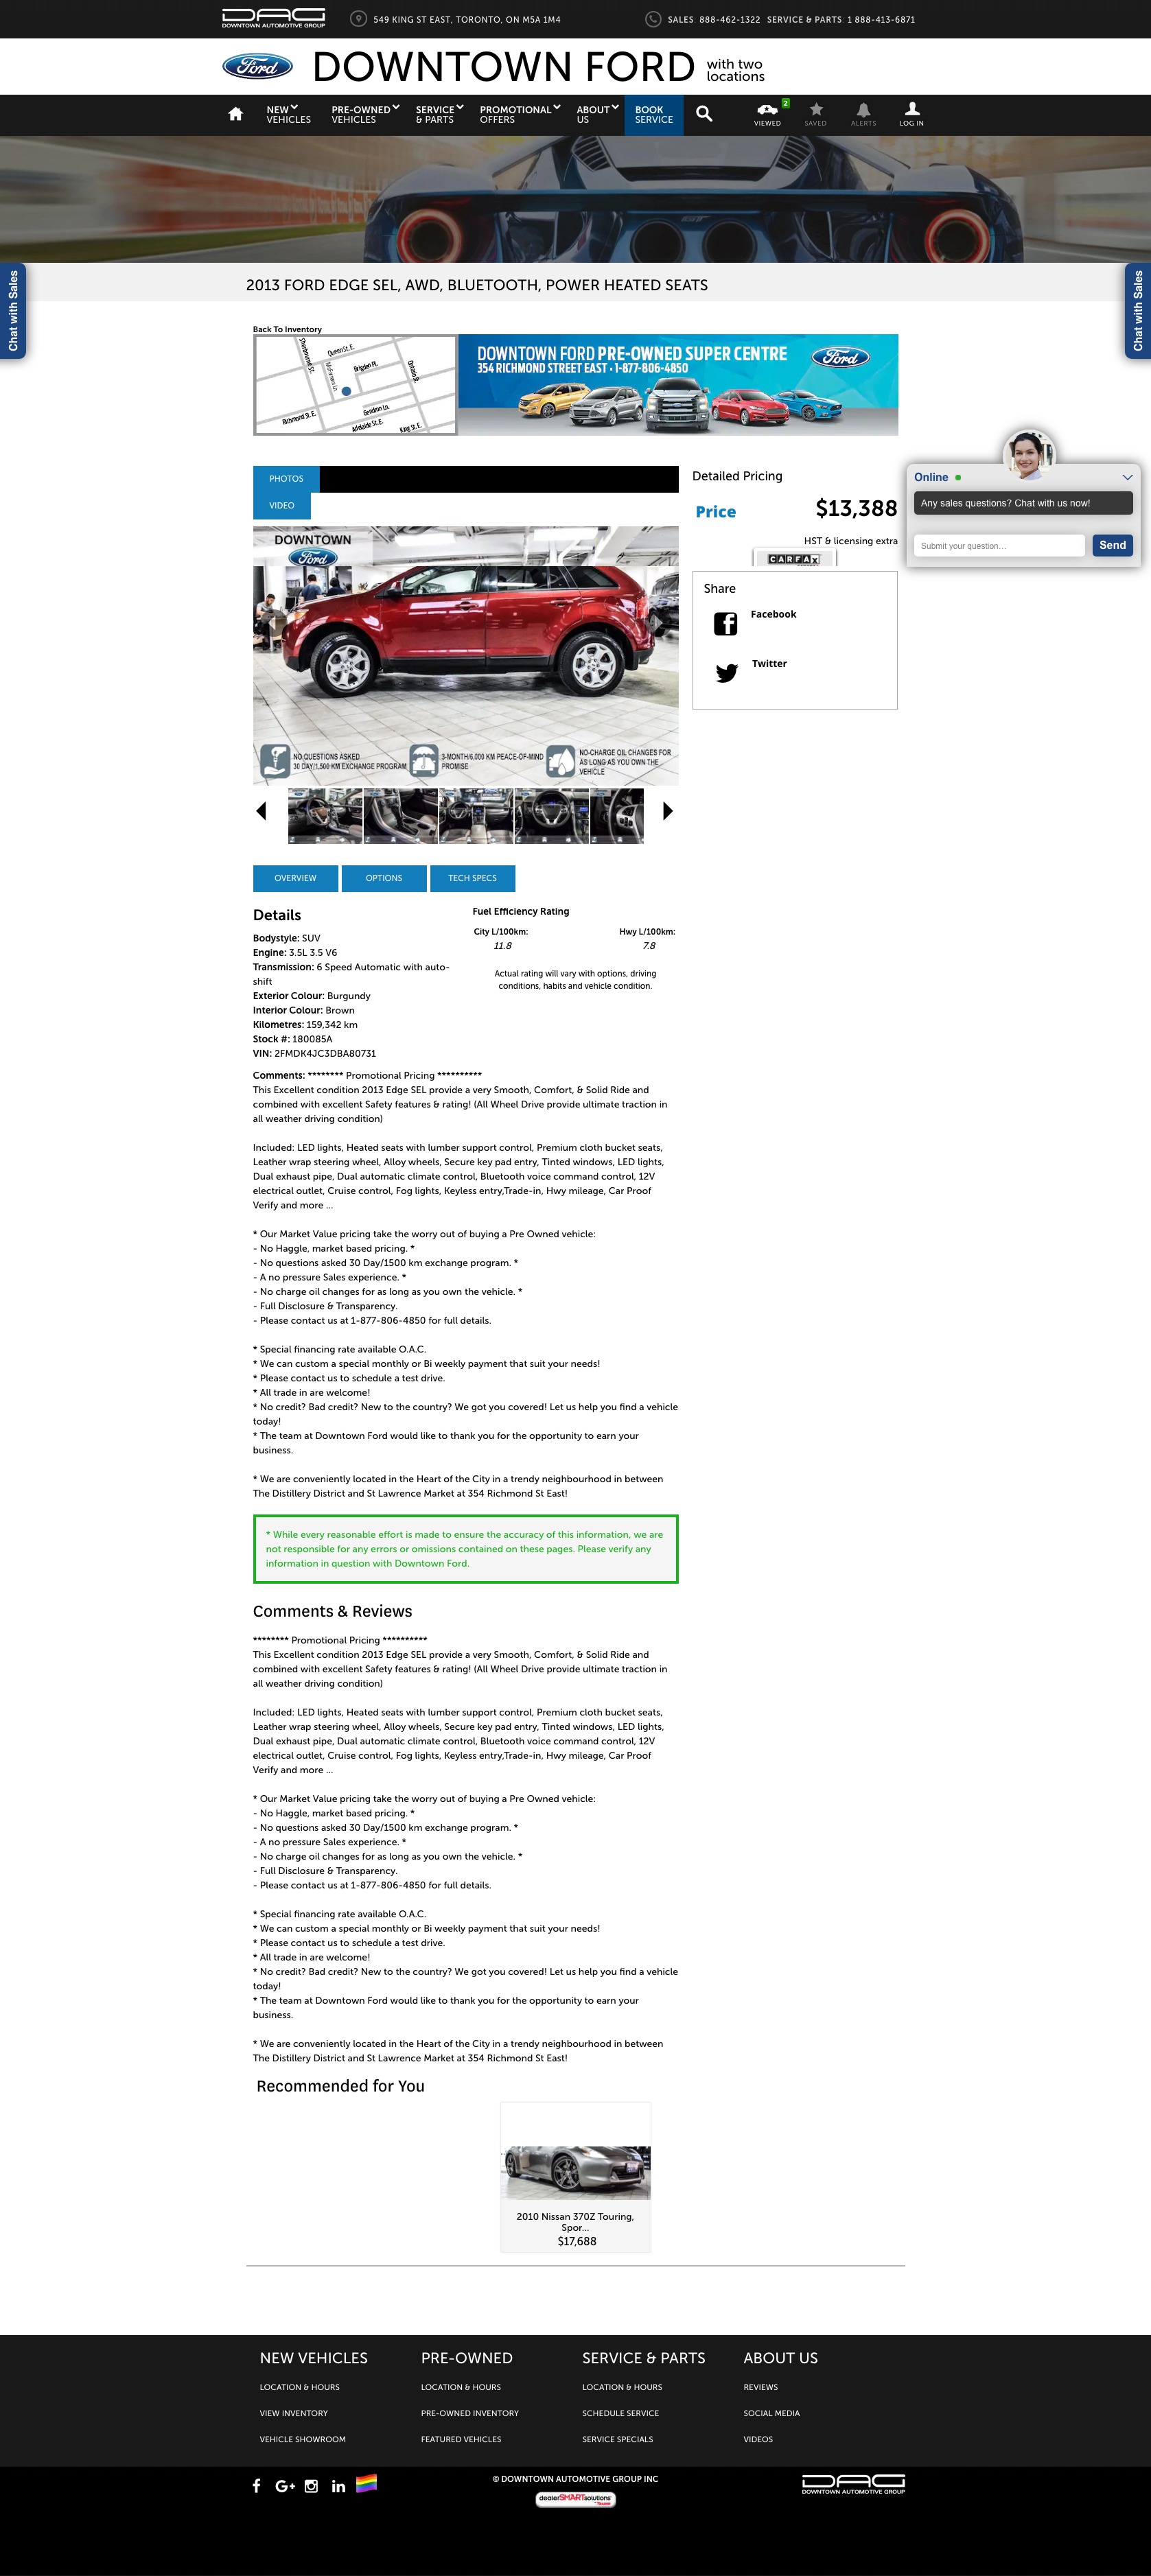 DAG
DOWNTOWN AUTOMOTIVE GROUP
549 KING ST EAST, TORONTO, ON M5A 1M4
SALES: 888-462-1322 SERVICE & PARTS: 1 888-413-6871
Ford
DOWNTOWN FORD with two locations
NEW VEHICLES
PRE-OWNED VEHICLES
SERVICE & PARTS
PROMOTIONAL OFFERS
ABOUT US
BOOK SERVICE
2
VIEWED
SAVED
ALERTS
LOG IN
Chat with Sales
Chat with Sales
2013 FORD EDGE SEL, AWD, BLUETOOTH, POWER HEATED SEATS
Back To Inventory
Sherbourne St.
Queen St. E.
McFarrens Ln.
Brigden Pl.
Ontario St.
Richmond St. E.
Gendron Ln.
Adelaide St. E.
King St. E.
DOWNTOWN FORD PRE-OWNED SUPER CENTRE
354 RICHMOND STREET EAST • 1-877-806-4850
Ford
PHOTOS
VIDEO
Detailed Pricing
Price
$13,388
HST & licensing extra
CARFAX
Online
Any sales questions? Chat with us now!
Submit your question...
Send
Share
Facebook
Twitter
DOWNTOWN
Ford
NO QUESTIONS ASKED
30 DAY/1,500 KM EXCHANGE PROGRAM
3-MONTH/6,000 KM PEACE-OF-MIND
PROMISE
NO-CHARGE OIL CHANGES FOR
AS LONG AS YOU OWN THE
VEHICLE
OVERVIEW
OPTIONS
TECH SPECS
Details
Bodystyle: SUV
Engine: 3.5L 3.5 V6
Transmission: 6 Speed Automatic with auto-
shift
Exterior Colour: Burgundy
Interior Colour: Brown
Kilometres: 159,342 km
Stock #: 180085A
VIN: 2FMDK4JC3DBA80731
Fuel Efficiency Rating
City L/100km:
Hwy L/100km:
11.8
7.8
Actual rating will vary with options, driving
conditions, habits and vehicle condition.
Comments: ******** Promotional Pricing **********
This Excellent condition 2013 Edge SEL provide a very Smooth, Comfort, & Solid Ride and
combined with excellent Safety features & rating! (All Wheel Drive provide ultimate traction in
all weather driving condition)
Included: LED lights, Heated seats with lumber support control, Premium cloth bucket seats,
Leather wrap steering wheel, Alloy wheels, Secure key pad entry, Tinted windows, LED lights,
Dual exhaust pipe, Dual automatic climate control, Bluetooth voice command control, 12V
electrical outlet, Cruise control, Fog lights, Keyless entry,Trade-in, Hwy mileage, Car Proof
Verify and more ...
* Our Market Value pricing take the worry out of buying a Pre Owned vehicle:
- No Haggle, market based pricing. *
- No questions asked 30 Day/1500 km exchange program. *
- A no pressure Sales experience. *
- No charge oil changes for as long as you own the vehicle. *
- Full Disclosure & Transparency.
- Please contact us at 1-877-806-4850 for full details.
* Special financing rate available O.A.C.
* We can custom a special monthly or Bi weekly payment that suit your needs!
* Please contact us to schedule a test drive.
* All trade in are welcome!
* No credit? Bad credit? New to the country? We got you covered! Let us help you find a vehicle
today!
* The team at Downtown Ford would like to thank you for the opportunity to earn your
business.
* We are conveniently located in the Heart of the City in a trendy neighbourhood in between
The Distillery District and St Lawrence Market at 354 Richmond St East!
* While every reasonable effort is made to ensure the accuracy of this information, we are
not responsible for any errors or omissions contained on these pages. Please verify any
information in question with Downtown Ford.
Comments & Reviews
******** Promotional Pricing **********
This Excellent condition 2013 Edge SEL provide a very Smooth, Comfort, & Solid Ride and
combined with excellent Safety features & rating! (All Wheel Drive provide ultimate traction in
all weather driving condition)
Included: LED lights, Heated seats with lumber support control, Premium cloth bucket seats,
Leather wrap steering wheel, Alloy wheels, Secure key pad entry, Tinted windows, LED lights,
Dual exhaust pipe, Dual automatic climate control, Bluetooth voice command control, 12V
electrical outlet, Cruise control, Fog lights, Keyless entry,Trade-in, Hwy mileage, Car Proof
Verify and more ...
* Our Market Value pricing take the worry out of buying a Pre Owned vehicle:
- No Haggle, market based pricing. *
- No questions asked 30 Day/1500 km exchange program. *
- A no pressure Sales experience. *
- No charge oil changes for as long as you own the vehicle. *
- Full Disclosure & Transparency.
- Please contact us at 1-877-806-4850 for full details.
* Special financing rate available O.A.C.
* We can custom a special monthly or Bi weekly payment that suit your needs!
* Please contact us to schedule a test drive.
* All trade in are welcome!
* No credit? Bad credit? New to the country? We got you covered! Let us help you find a vehicle
today!
* The team at Downtown Ford would like to thank you for the opportunity to earn your
business.
* We are conveniently located in the Heart of the City in a trendy neighbourhood in between
The Distillery District and St Lawrence Market at 354 Richmond St East!
Recommended for You
2010 Nissan 370Z Touring,
Spor...
$17,688
NEW VEHICLES
LOCATION & HOURS
VIEW INVENTORY
VEHICLE SHOWROOM
PRE-OWNED
LOCATION & HOURS
PRE-OWNED INVENTORY
FEATURED VEHICLES
SERVICE & PARTS
LOCATION & HOURS
SCHEDULE SERVICE
SERVICE SPECIALS
ABOUT US
REVIEWS
SOCIAL MEDIA
VIDEOS
© DOWNTOWN AUTOMOTIVE GROUP INC
dealerSMARTsolutions
DAG
DOWNTOWN AUTOMOTIVE GROUP